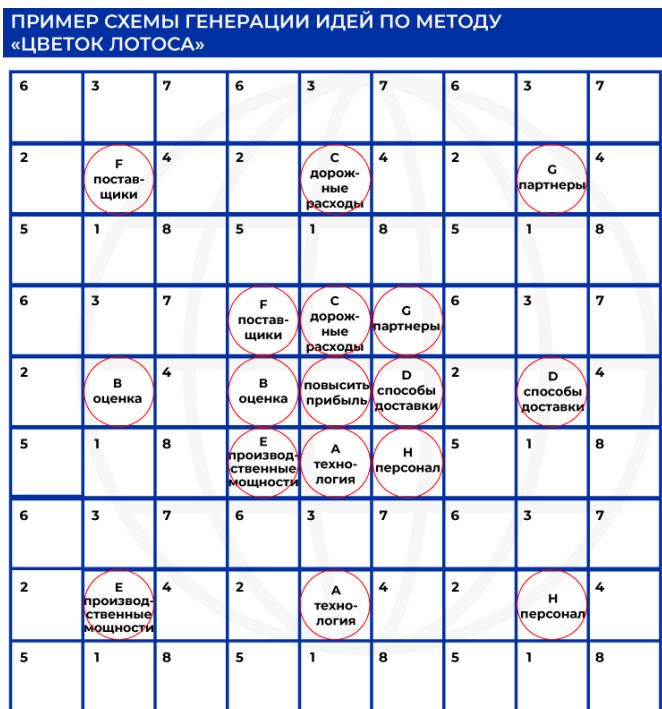 ПРИМЕР СХЕМЫ ГЕНЕРАЦИИ ИДЕЙ ПО МЕТОДУ
«ЦВЕТОК ЛОТОСА»
6 3 7 6 3 7 6 3 7
2 F
постав-
щики 4 2 C
дорож-
ные
расходы 4 2 G
партнеры 4
5 1 8 5 1 8 5 1 8
6 3 7 F
постав-
щики C
дорож-
ные
расходы G
партнеры 6 3 7
2 B
оценка 4 B
оценка повысить
прибыль D
способы
доставки 2 D
способы
доставки 4
5 1 8 E
производ-
ственные
мощности A
техно-
логия H
персонал 5 1 8
6 3 7 6 3 7 6 3 7
2 E
производ-
ственные
мощности 4 2 A
техно-
логия 4 2 H
персонал 4
5 1 8 5 1 8 5 1 8